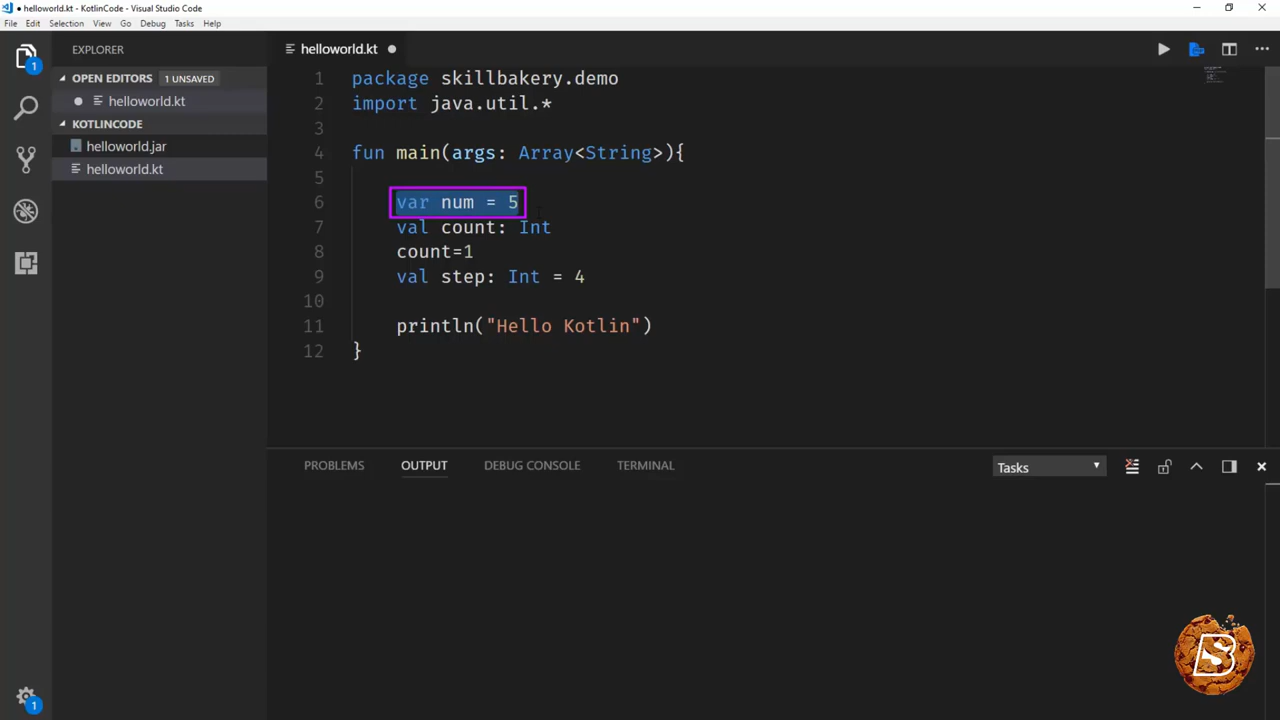 helloworld.kt - KotlinCode - Visual Studio Code
File Edit Selection View Go Debug Tasks Help
EXPLORER
helloworld.kt
OPEN EDITORS 1 UNSAVED
helloworld.kt
KOTLINCODE
helloworld.jar
helloworld.kt
1
1 package skillbakery.demo
2 import java.util.*
3
4 fun main(args: Array<String>){
5
6 var num = 5
7 val count: Int
8 count=1
9 val step: Int = 4
10
11 println("Hello Kotlin")
12 }
PROBLEMS OUTPUT DEBUG CONSOLE TERMINAL Tasks
1
BS